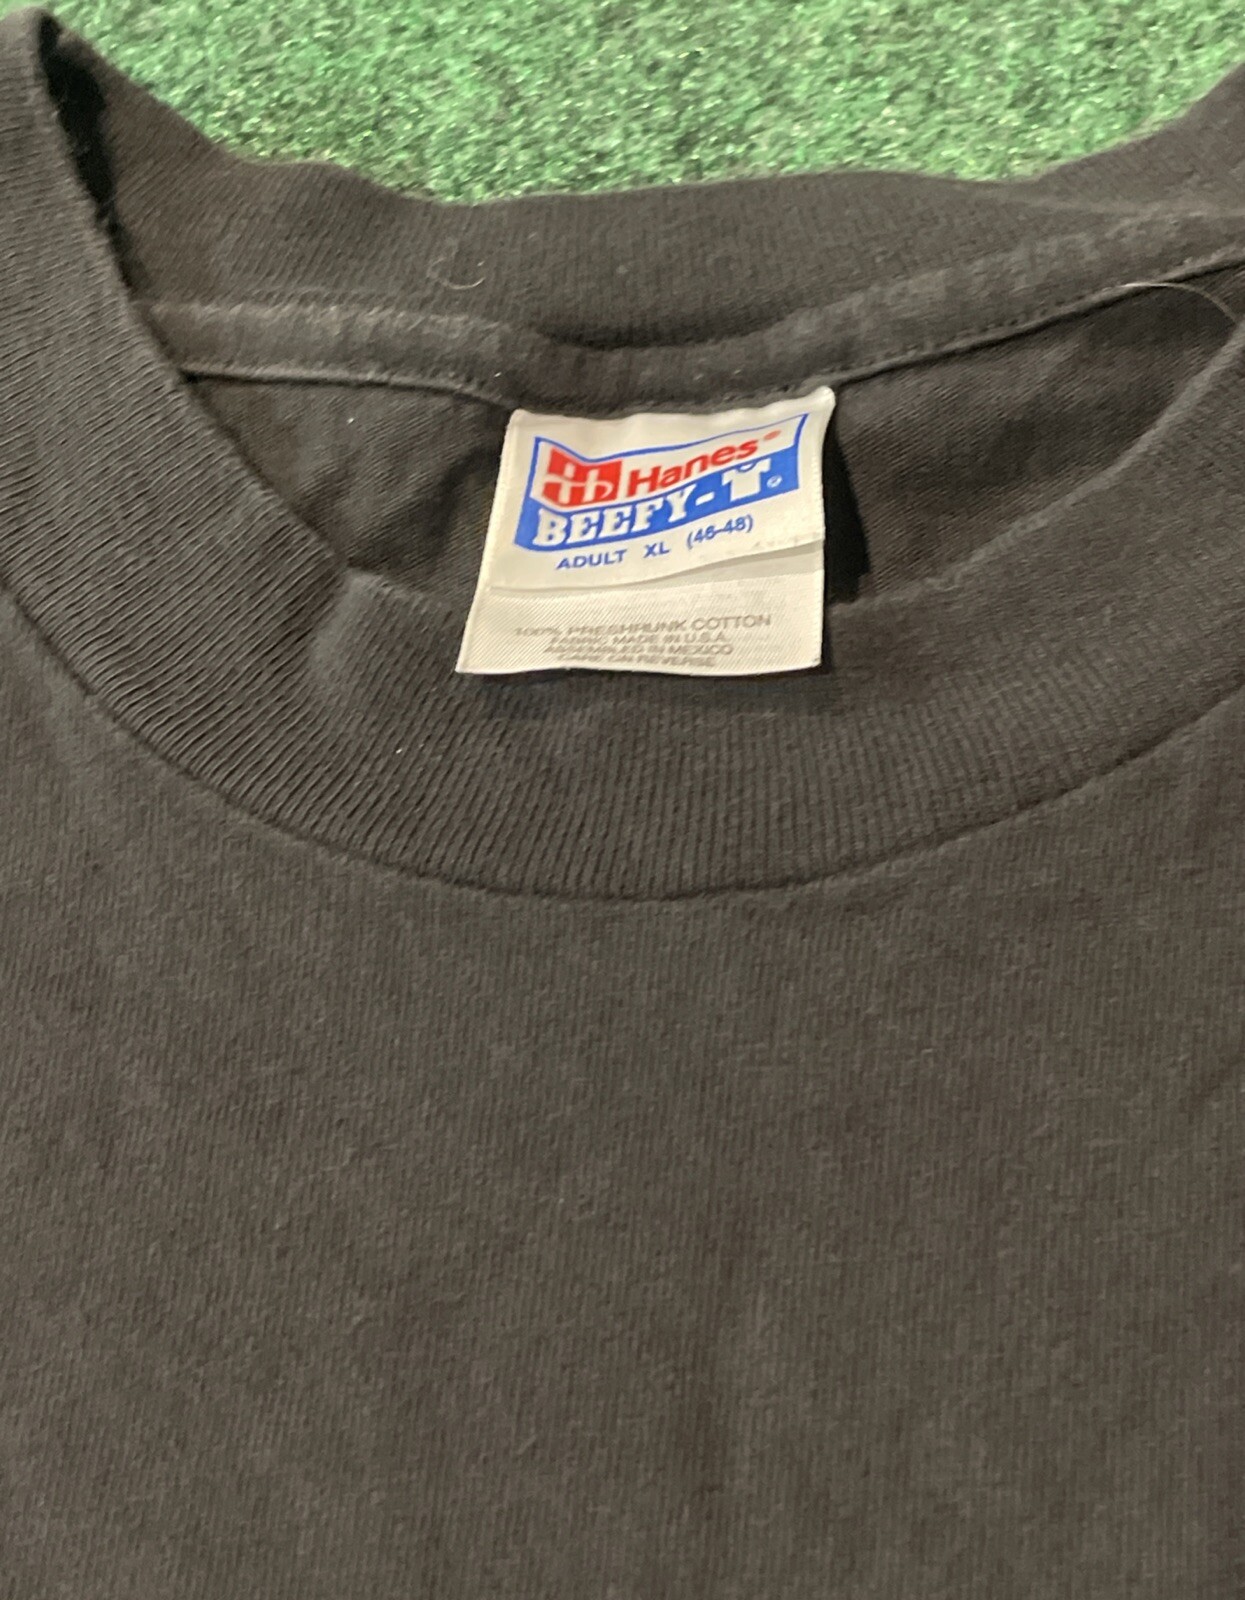 Hanes®
BEEFY-T®
ADULT XL (46-48)
100% PRESHRUNK COTTON
FABRIC MADE IN U.S.A.
ASSEMBLED IN MEXICO
CARE ON REVERSE